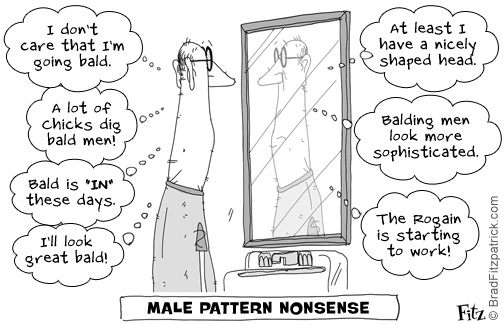 I don't
care that I'm
going bald.
A lot of
Chicks dig
bald men!
Bald is "IN"
these days.
I'll look
great bald!
At least I
have a nicely
shaped head.
Balding men
look more
sophisticated.
The Rogain
is starting
to work!
MALE PATTERN NONSENSE
Fitz
© BradFitzpatrick.com